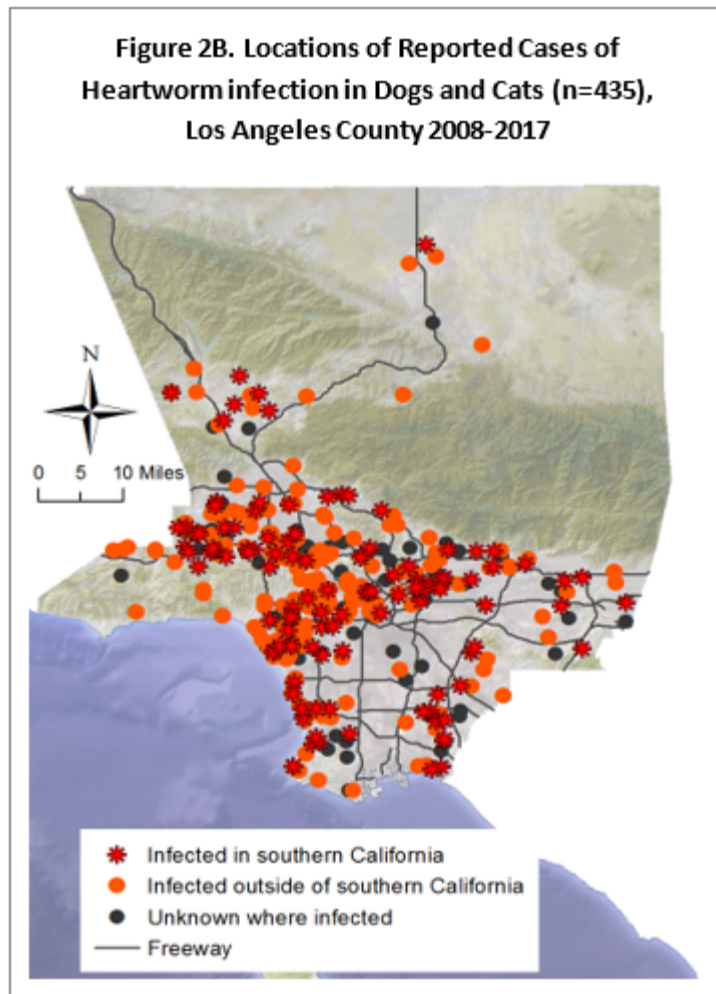 Figure 2B. Locations of Reported Cases of
Heartworm infection in Dogs and Cats (n=435),
Los Angeles County 2008-2017
N
0 5 10 Miles
Infected in southern California
Infected outside of southern California
Unknown where infected
Freeway